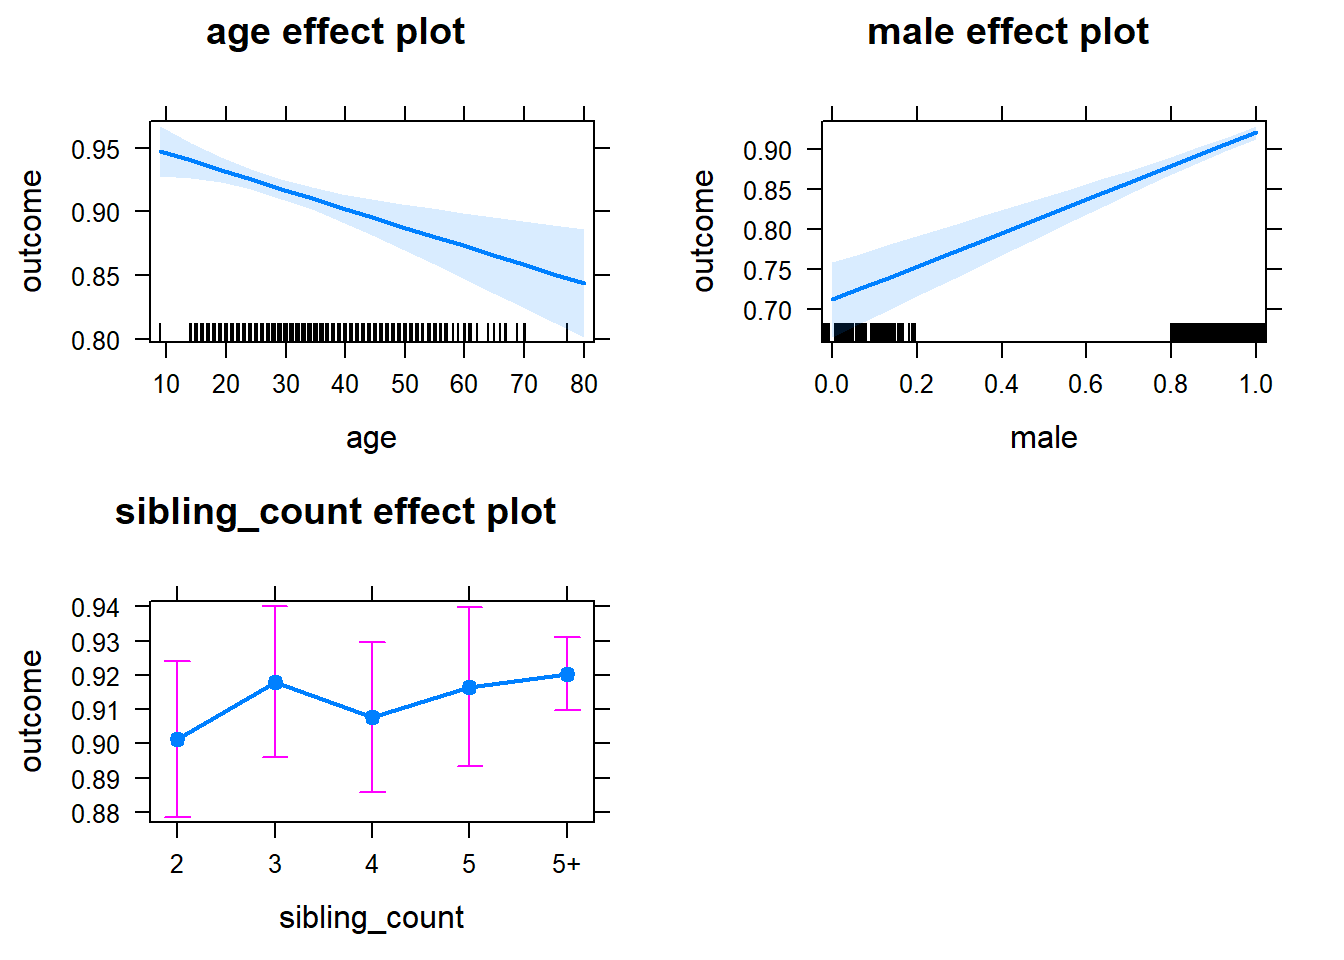 age effect plot
outcome
0.95
0.90
0.85
0.80
10 20 30 40 50 60 70 80
age
male effect plot
outcome
0.90
0.85
0.80
0.75
0.70
0.0 0.2 0.4 0.6 0.8 1.0
male
sibling_count effect plot
outcome
0.94
0.93
0.92
0.91
0.90
0.89
0.88
2 3 4 5 5+
sibling_count